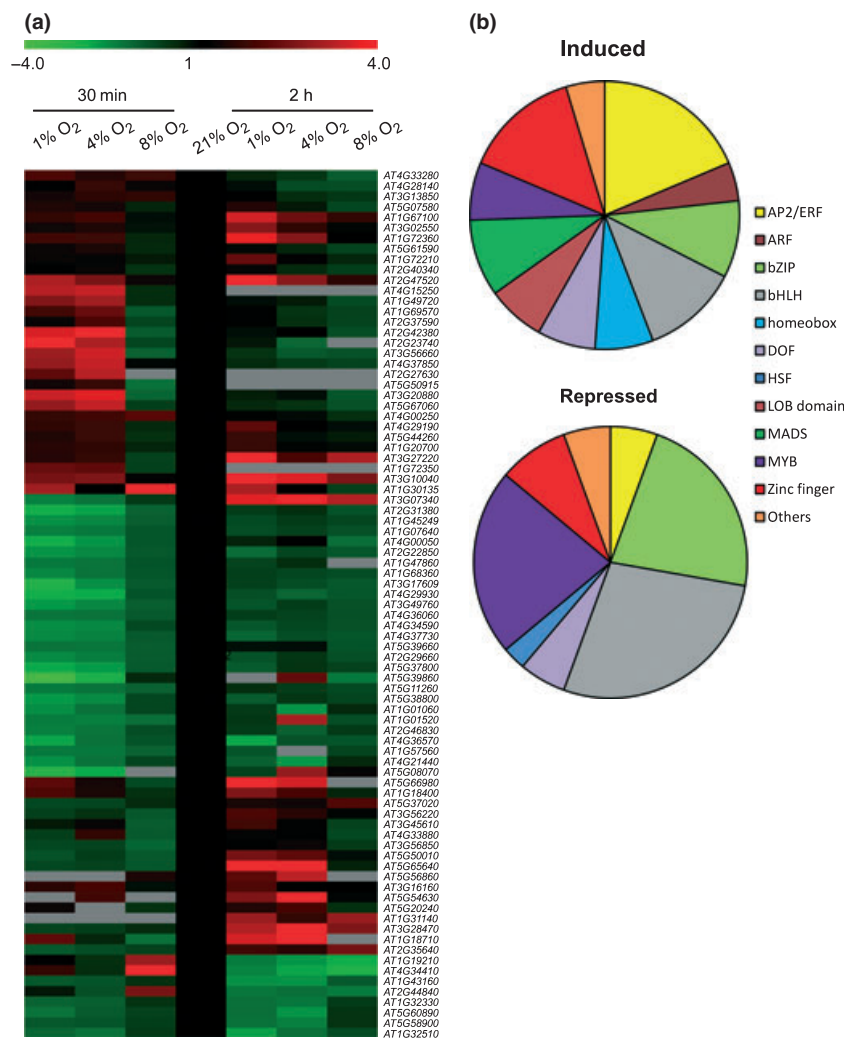 (a)
−4.0 1 4.0
30 min 2 h
1% O2 4% O2 8% O2 21% O2 1% O2 4% O2 8% O2
AT4G33280
AT4G28140
AT3G13850
AT5G07580
AT1G67100
AT3G02550
AT1G72360
AT5G61590
AT1G72210
AT2G40340
AT2G47520
AT4G15250
AT1G49720
AT1G69570
AT2G37590
AT2G42380
AT2G23740
AT3G56660
AT4G37850
AT2G27630
AT5G50915
AT3G20880
AT5G67060
AT4G00250
AT4G29190
AT5G44260
AT1G20700
AT3G27220
AT1G72350
AT3G10040
AT1G30135
AT3G07340
AT2G31380
AT1G45249
AT1G07640
AT4G00050
AT2G22850
AT1G47860
AT1G68360
AT3G17609
AT4G29930
AT3G49760
AT4G36060
AT4G34590
AT4G37730
AT5G39660
AT2G29660
AT5G37800
AT5G39860
AT5G11260
AT5G38800
AT1G01060
AT1G01520
AT2G46830
AT4G36570
AT1G57560
AT4G21440
AT5G08070
AT5G66980
AT1G18400
AT5G37020
AT3G56220
AT3G45610
AT4G33880
AT3G56850
AT5G50010
AT5G65640
AT5G56860
AT3G16160
AT5G54630
AT5G20240
AT1G31140
AT3G28470
AT1G18710
AT2G35640
AT1G19210
AT4G34410
AT1G43160
AT2G44840
AT1G32330
AT5G60890
AT5G58900
AT1G32510
(b)
Induced
Repressed
AP2/ERF
ARF
bZIP
bHLH
homeobox
DOF
HSF
LOB domain
MADS
MYB
Zinc finger
Others